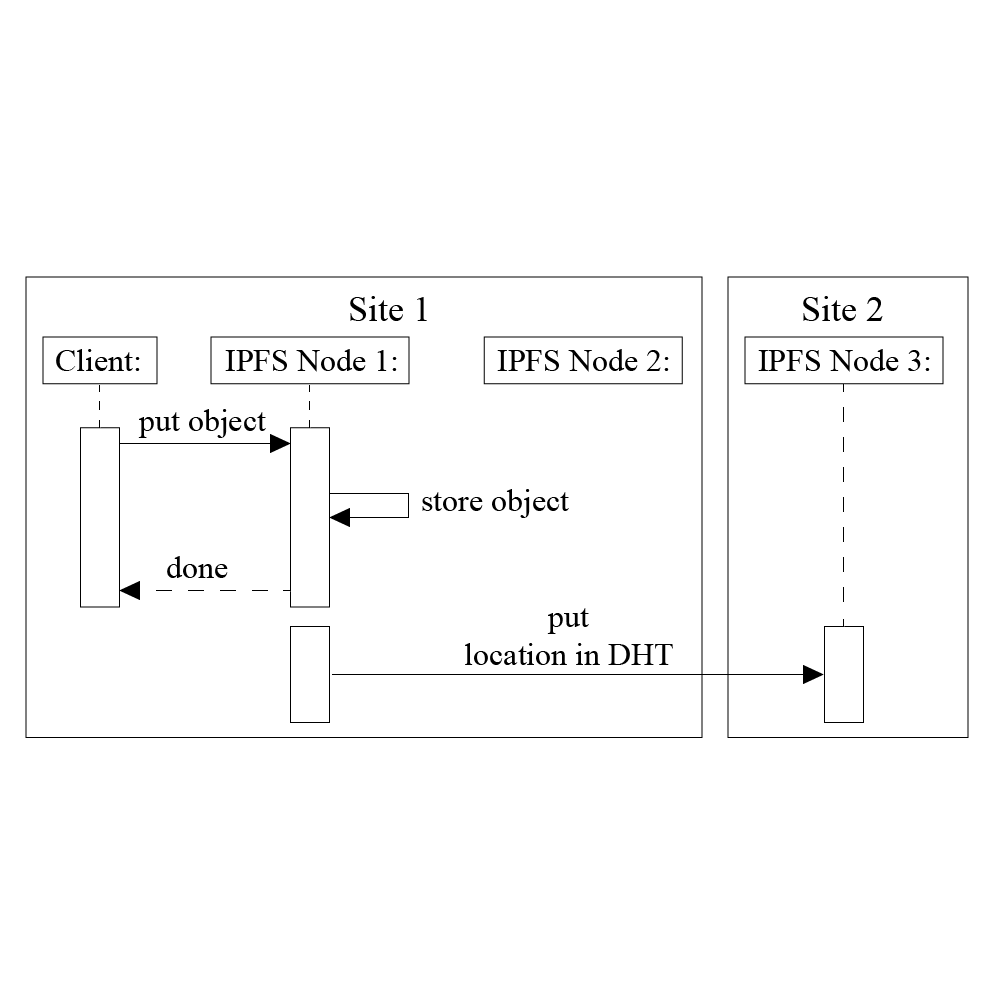 Site 1
Site 2
Client:
IPFS Node 1:
IPFS Node 2:
IPFS Node 3:
put object
store object
done
put
location in DHT